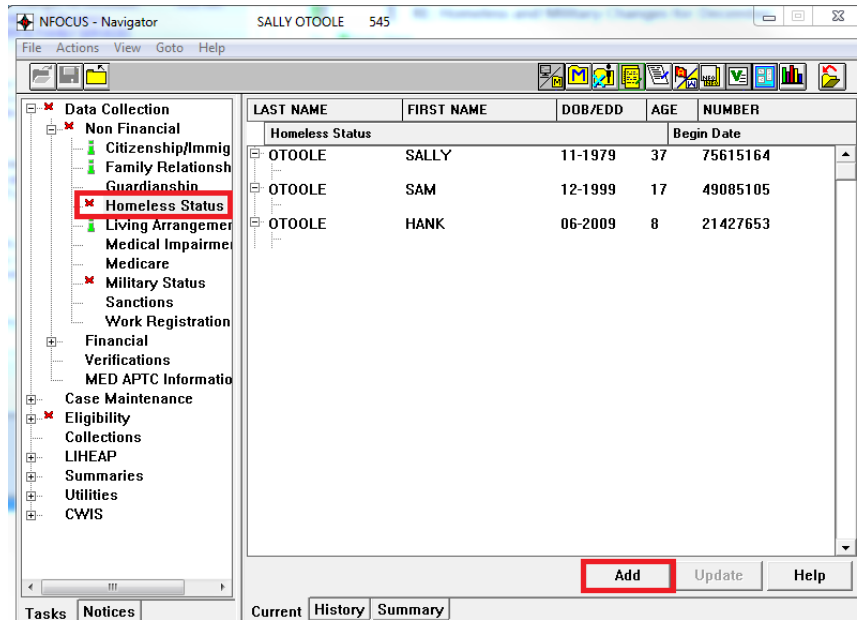 NFOCUS - Navigator SALLY OTOOLE 545
File Actions View Goto Help
Data Collection
Non Financial
Citizenship/Immig
Family Relationsh
Guardianship
Homeless Status
Living Arrangemer
Medical Impairmer
Medicare
Military Status
Sanctions
Work Registration
Financial
Verifications
MED APTC Informatio
Case Maintenance
Eligibility
Collections
LIHEAP
Summaries
Utilities
CWIS
Tasks Notices
LAST NAME FIRST NAME DOB/EDD AGE NUMBER
Homeless Status Begin Date
OTOOLE SALLY 11-1979 37 75615164
OTOOLE SAM 12-1999 17 49085105
OTOOLE HANK 06-2009 8 21427653
Add Update Help
Current History Summary